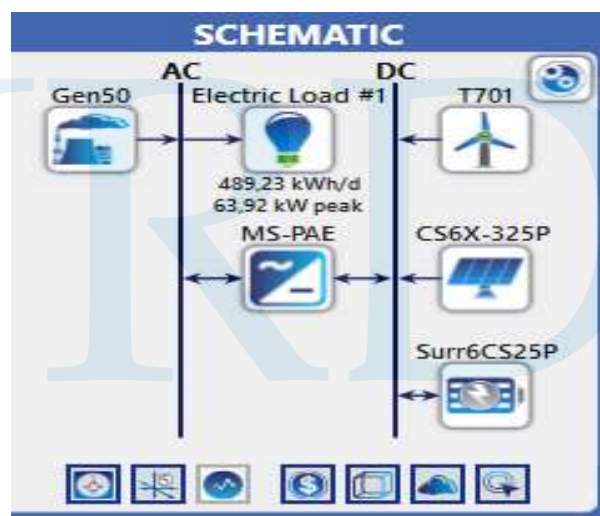 SCHEMATIC
AC DC
Gen50 Electric Load #1 T701
489,23 kWh/d
63,92 kW peak
MS-PAE CS6X-325P
Surr6CS25P